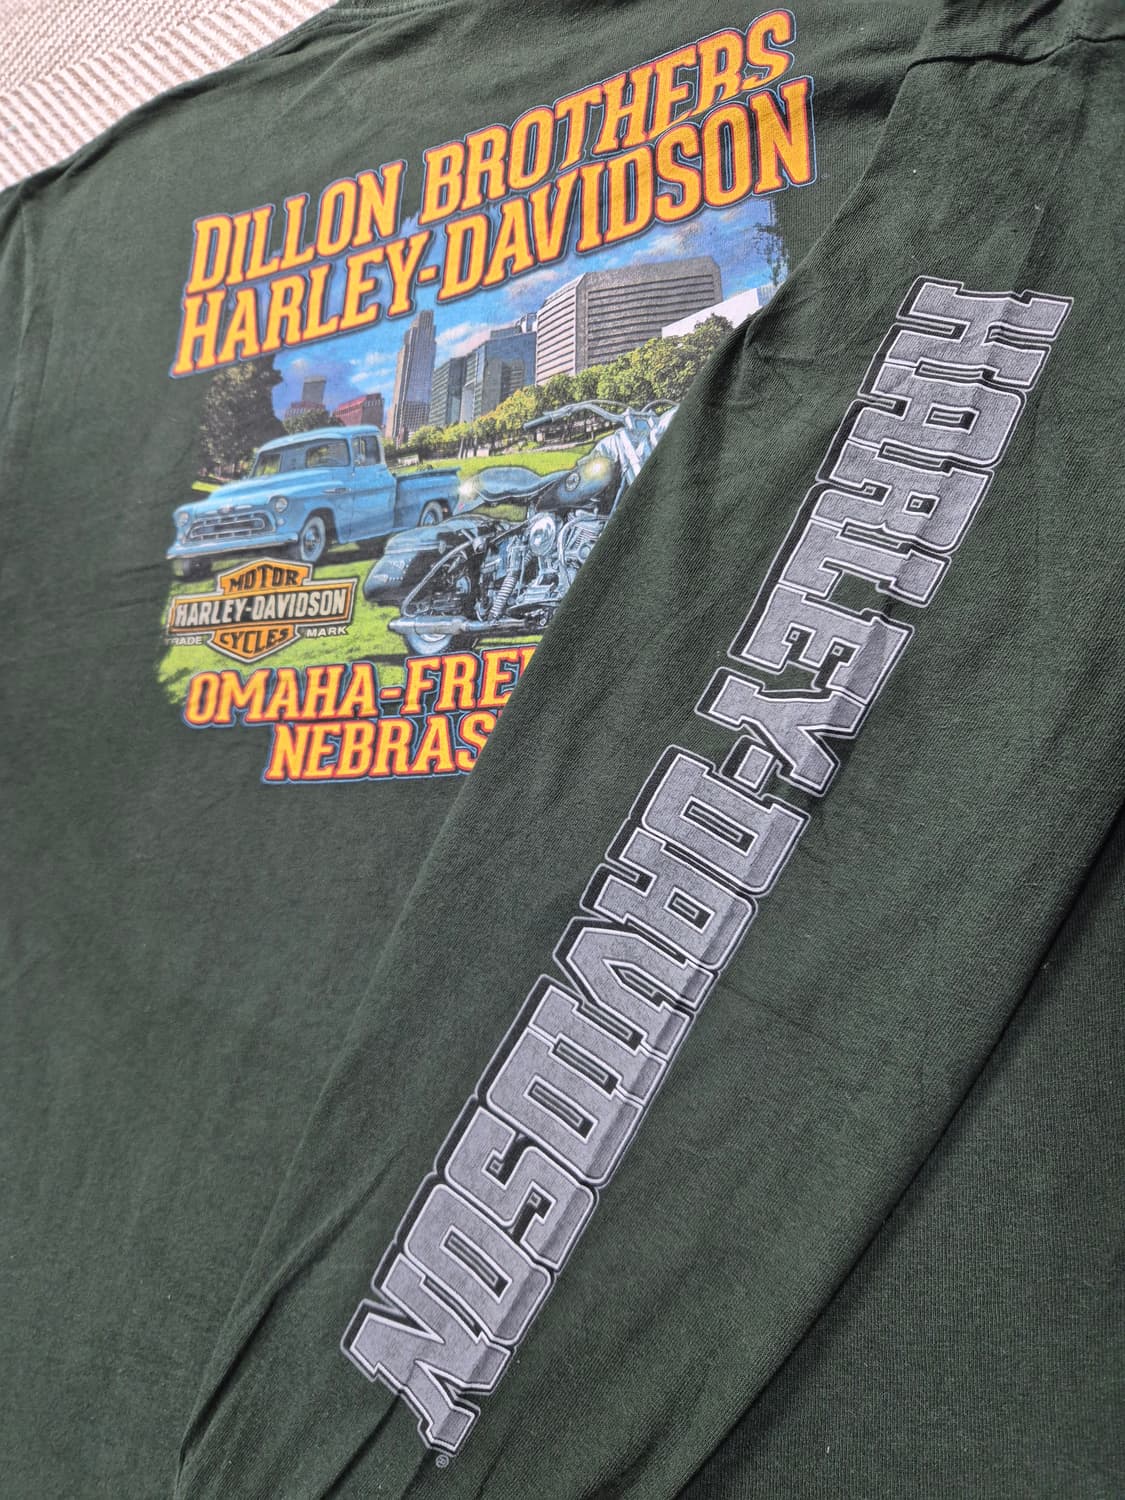 DILLON BROTHERS
HARLEY-DAVIDSON
MOTOR
HARLEY-DAVIDSON
CYCLES
TRADE MARK
OMAHA-FRE
NEBRAS
HARLEY-DAVIDSON
®